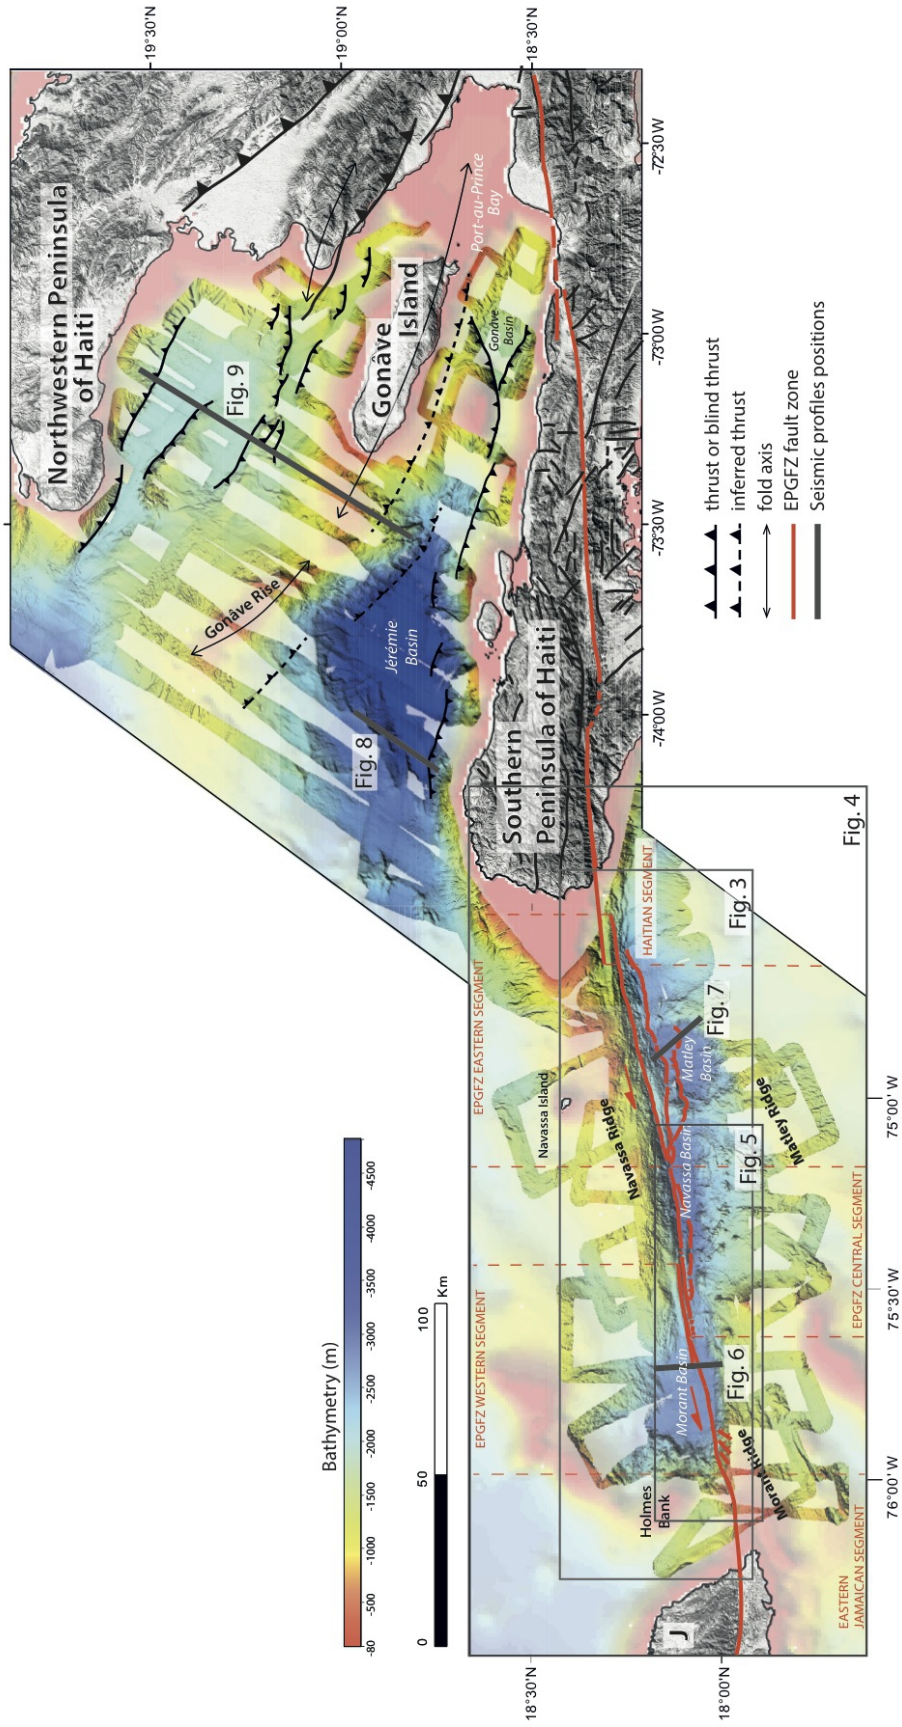 19°30'N
19°00'N
18°30'N
Northwestern Peninsula
of Haiti
Fig. 9
Gonâve
Island
Port-au-Prince
Bay
Gonâve
Basin
Gonâve Rise
Jérémie
Basin
Fig. 8
Southern
Peninsula of Haiti
-72°30'W
-73°00'W
-73°30'W
-74°00'W
thrust or blind thrust
inferred thrust
fold axis
EPGFZ fault zone
Seismic profiles positions
Fig. 4
Fig. 3
HAITIAN SEGMENT
EPGFZ EASTERN SEGMENT
Fig. 7
Matley
Basin
Navassa Island
Navassa Ridge
Matley Ridge
Navassa Basin
Fig. 5
EPGFZ CENTRAL SEGMENT
EPGFZ WESTERN SEGMENT
Morant Basin
Fig. 6
Morant Ridge
Holmes
Bank
EASTERN
JAMAICAN SEGMENT
J
75°00' W
75°30' W
76°00' W
18°30'N
18°00'N
Bathymetry (m)
-80
-500
-1000
-1500
-2000
-2500
-3000
-3500
-4000
-4500
0
50
100
Km